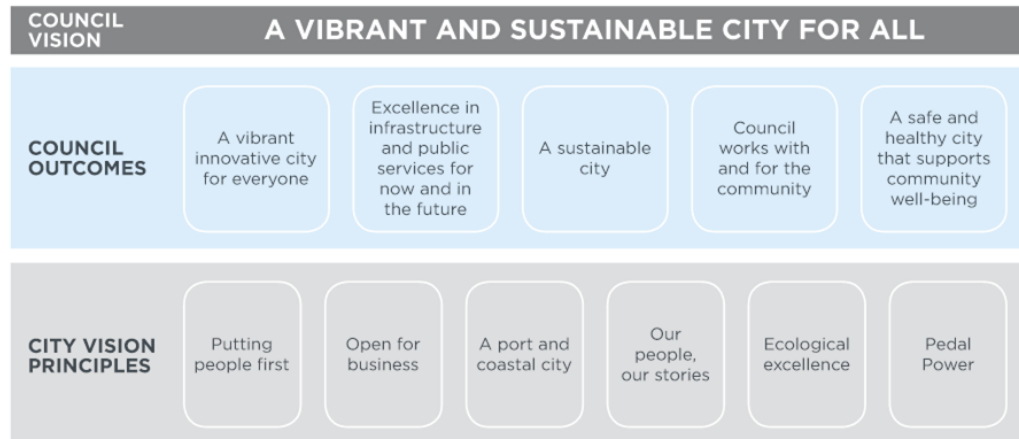 COUNCIL
VISION
A VIBRANT AND SUSTAINABLE CITY FOR ALL
COUNCIL
OUTCOMES
A vibrant
innovative city
for everyone
Excellence in
infrastructure
and public
services for
now and in
the future
A sustainable
city
Council
works with
and for the
community
A safe and
healthy city
that supports
community
well-being
CITY VISION
PRINCIPLES
Putting
people first
Open for
business
A port and
coastal city
Our
people,
our stories
Ecological
excellence
Pedal
Power